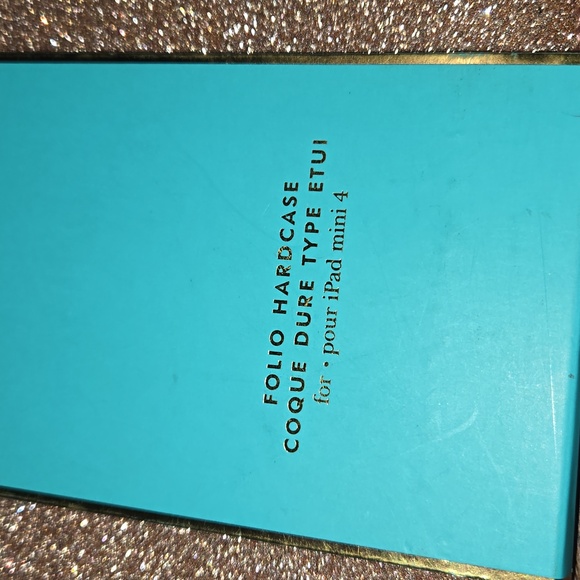 FOLIO HARDCASE
COQUE DURE TYPE ETUI
for • pour iPad mini 4